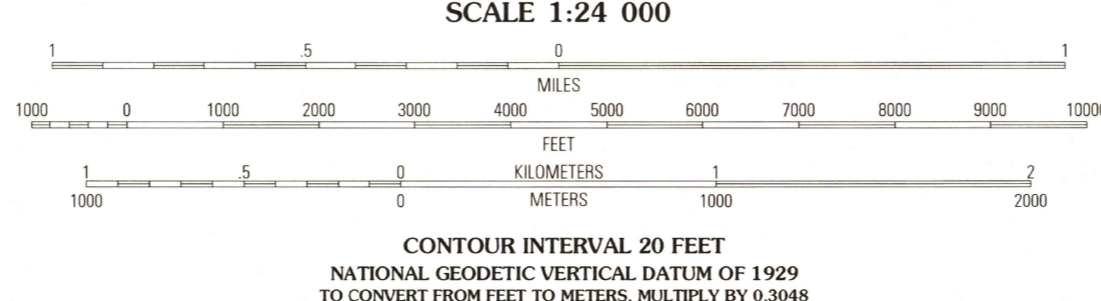 SCALE 1:24 000
1 .5 0 1
MILES
1000 0 1000 2000 3000 4000 5000 6000 7000 8000 9000 10000
FEET
1 .5 0 KILOMETERS 1 2
1000 0 METERS 1000 2000
CONTOUR INTERVAL 20 FEET
NATIONAL GEODETIC VERTICAL DATUM OF 1929
TO CONVERT FROM FEET TO METERS, MULTIPLY BY 0.3048